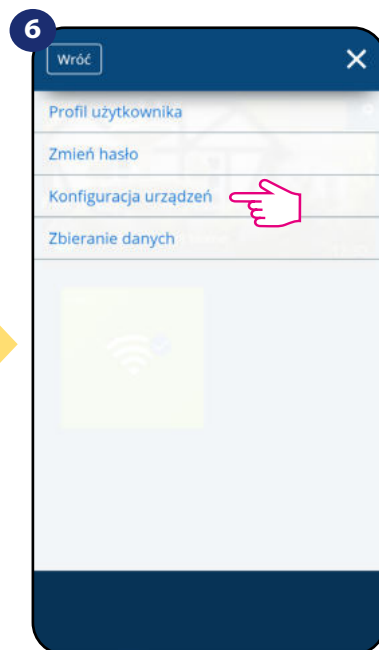 6
Wróć
Profil użytkownika
Zmień hasło
Konfiguracja urządzeń
Zbieranie danych